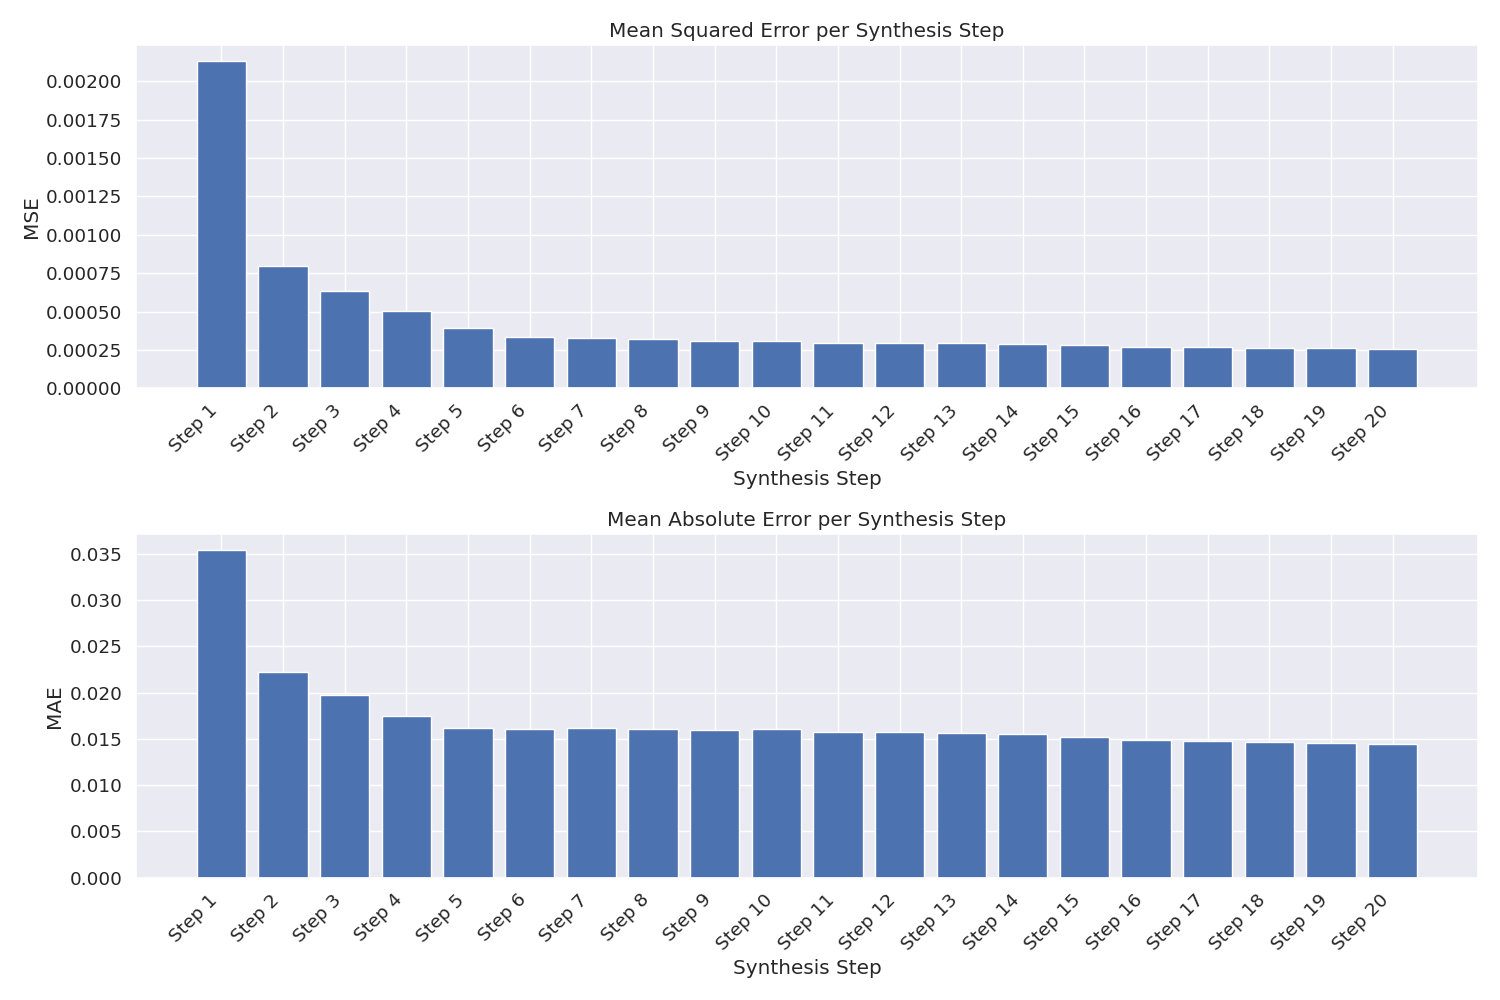 Mean Squared Error per Synthesis Step
MSE
0.00200
0.00175
0.00150
0.00125
0.00100
0.00075
0.00050
0.00025
0.00000
Step 1
Step 2
Step 3
Step 4
Step 5
Step 6
Step 7
Step 8
Step 9
Step 10
Step 11
Step 12
Step 13
Step 14
Step 15
Step 16
Step 17
Step 18
Step 19
Step 20
Synthesis Step
Mean Absolute Error per Synthesis Step
MAE
0.035
0.030
0.025
0.020
0.015
0.010
0.005
0.000
Step 1
Step 2
Step 3
Step 4
Step 5
Step 6
Step 7
Step 8
Step 9
Step 10
Step 11
Step 12
Step 13
Step 14
Step 15
Step 16
Step 17
Step 18
Step 19
Step 20
Synthesis Step